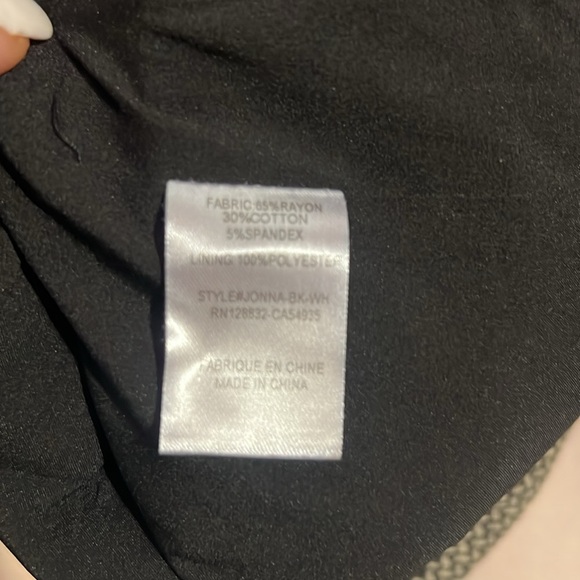 FABRIC:65%RAYON
30%COTTON
5%SPANDEX
LINING 100%POLYESTER
STYLE#JONNA-BK-WH
RN128832-CA54935
FABRIQUE EN CHINE
MADE IN CHINA